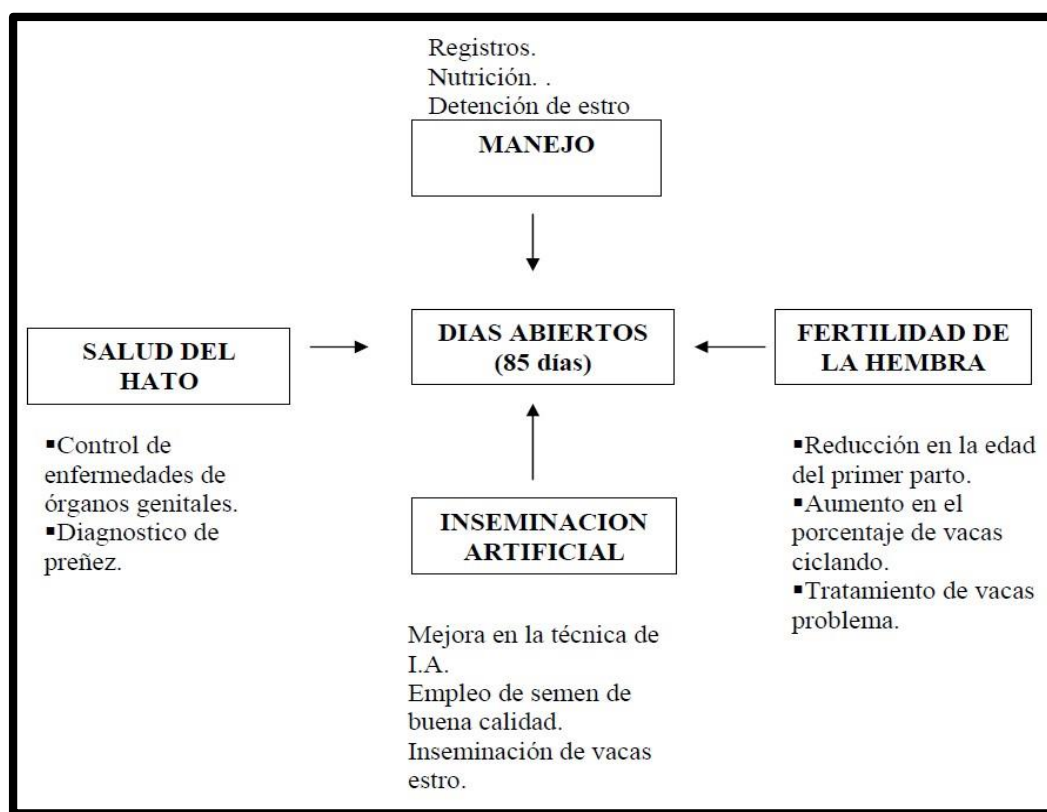 Registros.
Nutrición. .
Detención de estro
MANEJO
DIAS ABIERTOS
(85 días)
SALUD DEL
HATO
FERTILIDAD DE
LA HEMBRA
▪Control de
enfermedades de
órganos genitales.
▪Diagnostico de
preñez.
INSEMINACION
ARTIFICIAL
▪Reducción en la edad
del primer parto.
▪Aumento en el
porcentaje de vacas
ciclando.
▪Tratamiento de vacas
problema.
Mejora en la técnica de
I.A.
Empleo de semen de
buena calidad.
Inseminación de vacas
estro.